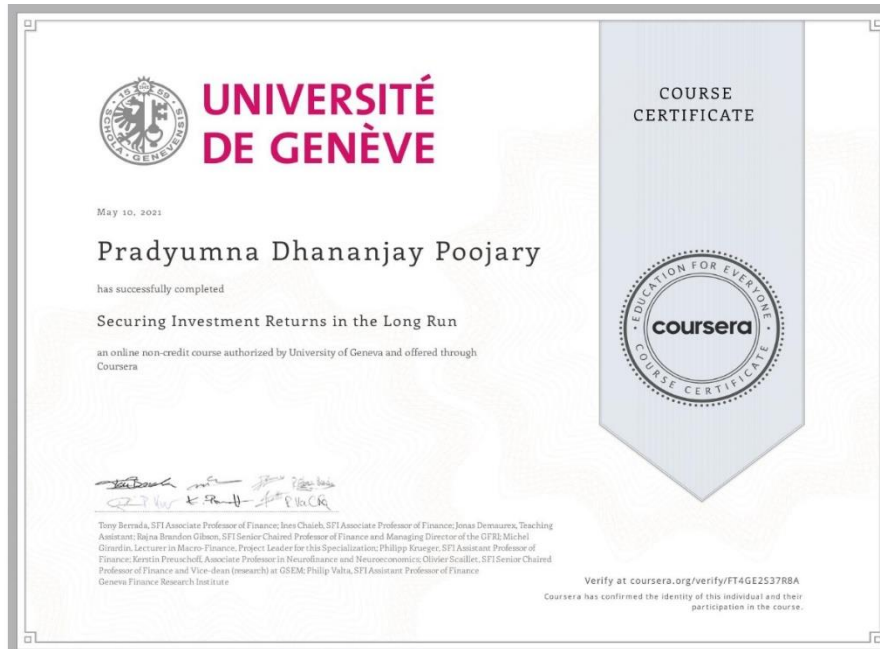 UNIVERSITÉ
DE GENÈVE
SCHOLA GENEVENSIS
1559
May 10, 2021
Pradyumna Dhananjay Poojary
has successfully completed
Securing Investment Returns in the Long Run
an online non-credit course authorized by University of Geneva and offered through
Coursera
Tony Berrada, SFI Associate Professor of Finance; Ines Chaieb, SFI Associate Professor of Finance; Jonas Demaurex, Teaching
Assistant; Rajna Brandon Gibson, SFI Senior Chaired Professor of Finance and Managing Director of the GFRI; Michel
Girardin, Lecturer in Macro-Finance, Project Leader for this Specialization; Philipp Krueger, SFI Assistant Professor of
Finance; Kerstin Preuschoff, Associate Professor in Neurofinance and Neuroeconomics; Olivier Scaillet, SFI Senior Chaired
Professor of Finance and Vice-dean (research) at GSEM; Philip Valta, SFI Assistant Professor of Finance
Geneva Finance Research Institute
COURSE
CERTIFICATE
EDUCATION FOR EVERYONE
coursera
COURSE CERTIFICATE
Verify at coursera.org/verify/FT4GE2S37R8A
Coursera has confirmed the identity of this individual and their
participation in the course.